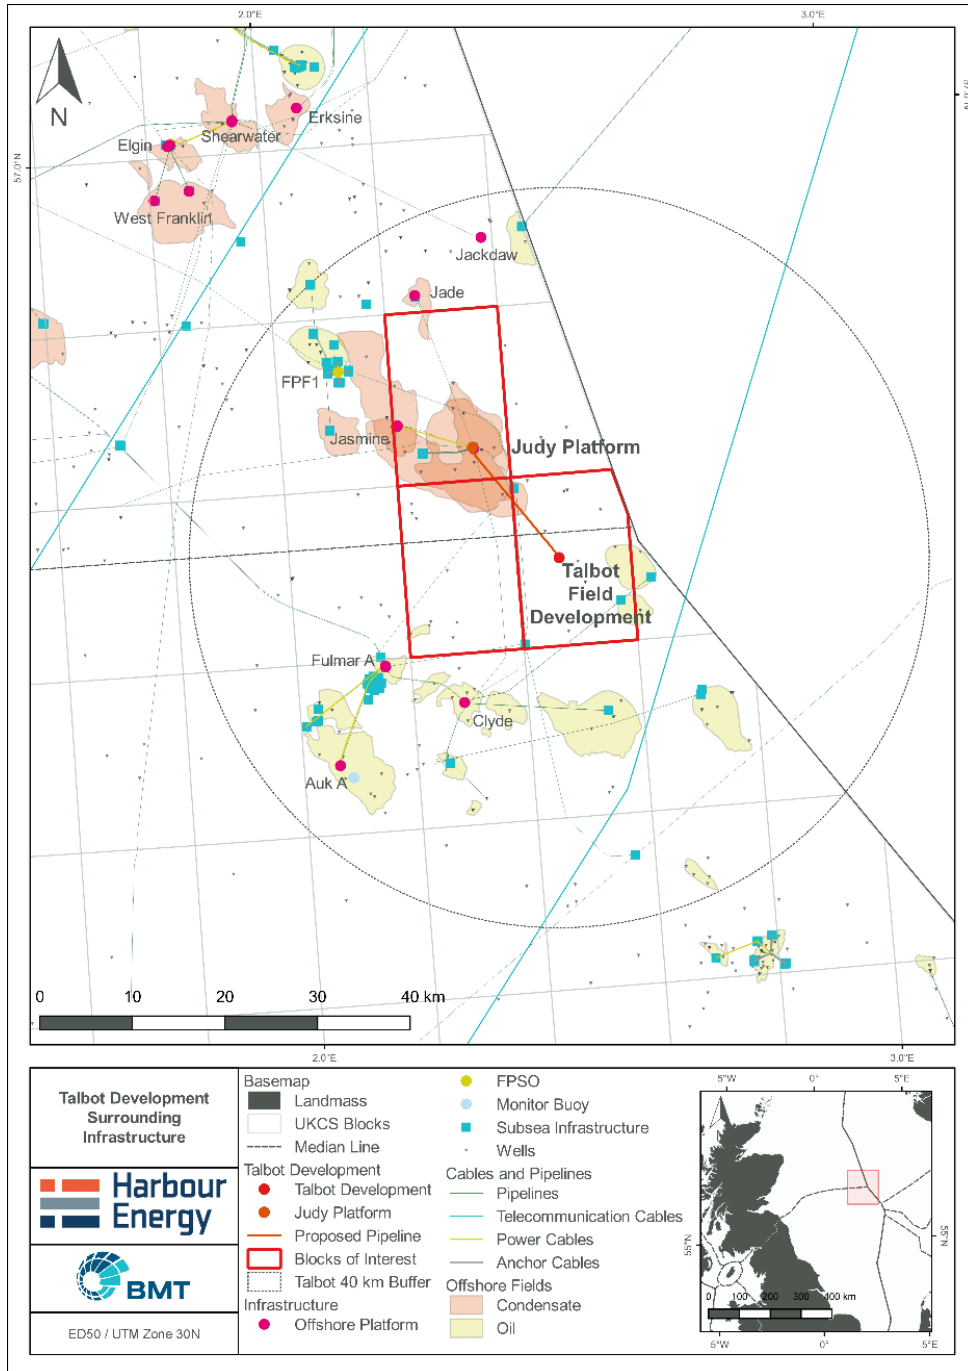 2.0°E
3.0°E
57.0°N
N
Erksine
Shearwater
Elgin
West Franklin
Jackdaw
Jade
FPF1
Jasmine
Judy Platform
Talbot
Field
Development
Fulmar A
Clyde
Auk A
0 10 20 30 40 km
2.0°E
3.0°E
Talbot Development
Surrounding
Infrastructure
Harbour
Energy
BMT
ED50 / UTM Zone 30N
Basemap
Landmass
UKCS Blocks
Median Line
Talbot Development
Talbot Development
Judy Platform
Proposed Pipeline
Blocks of Interest
Talbot 40 km Buffer
Infrastructure
Offshore Platform
FPSO
Monitor Buoy
Subsea Infrastructure
Wells
Cables and Pipelines
Pipelines
Telecommunication Cables
Power Cables
Anchor Cables
Offshore Fields
Condensate
Oil
5°W 0° 5°E
55°N
55°N
0 100 200 300 400 km
5°W 0° 5°E